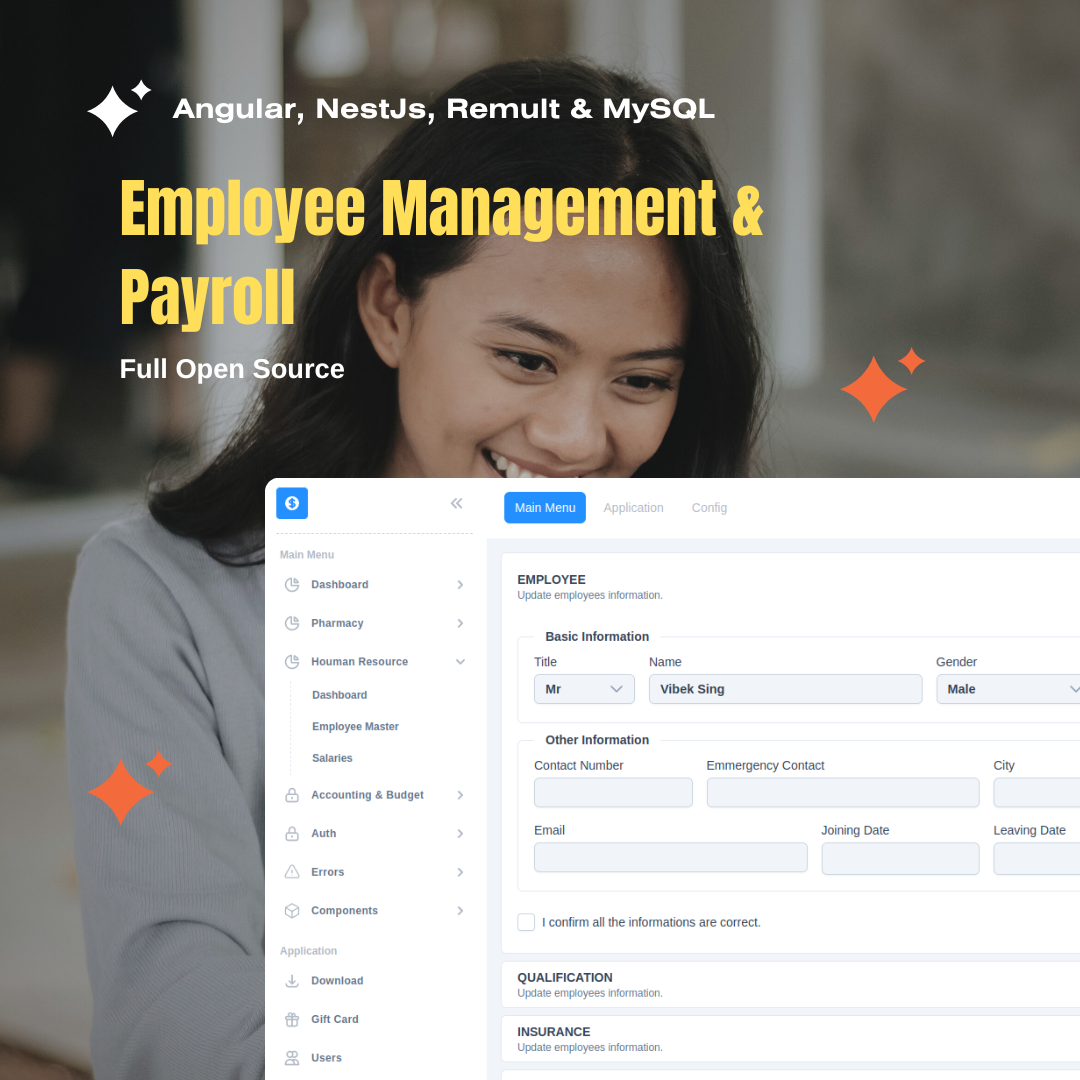 Angular, NestJs, Remult & MySQL
Employee Management &
Payroll
Full Open Source
Main Menu
Application
Config
Main Menu
Dashboard
Pharmacy
Houman Resource
Dashboard
Employee Master
Salaries
Accounting & Budget
Auth
Errors
Components
Application
Download
Gift Card
Users
EMPLOYEE
Update employees information.
Basic Information
Title
Name
Gender
Mr
Vibek Sing
Male
Other Information
Contact Number
Emmergency Contact
City
Email
Joining Date
Leaving Date
I confirm all the informations are correct.
QUALIFICATION
Update employees information.
INSURANCE
Update employees information.